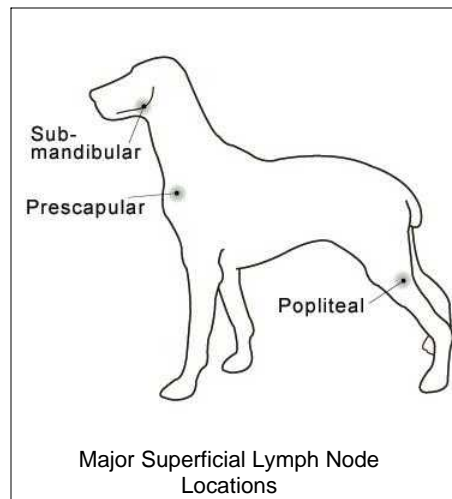 Sub-
mandibular
Prescapular
Popliteal
Major Superficial Lymph Node
Locations